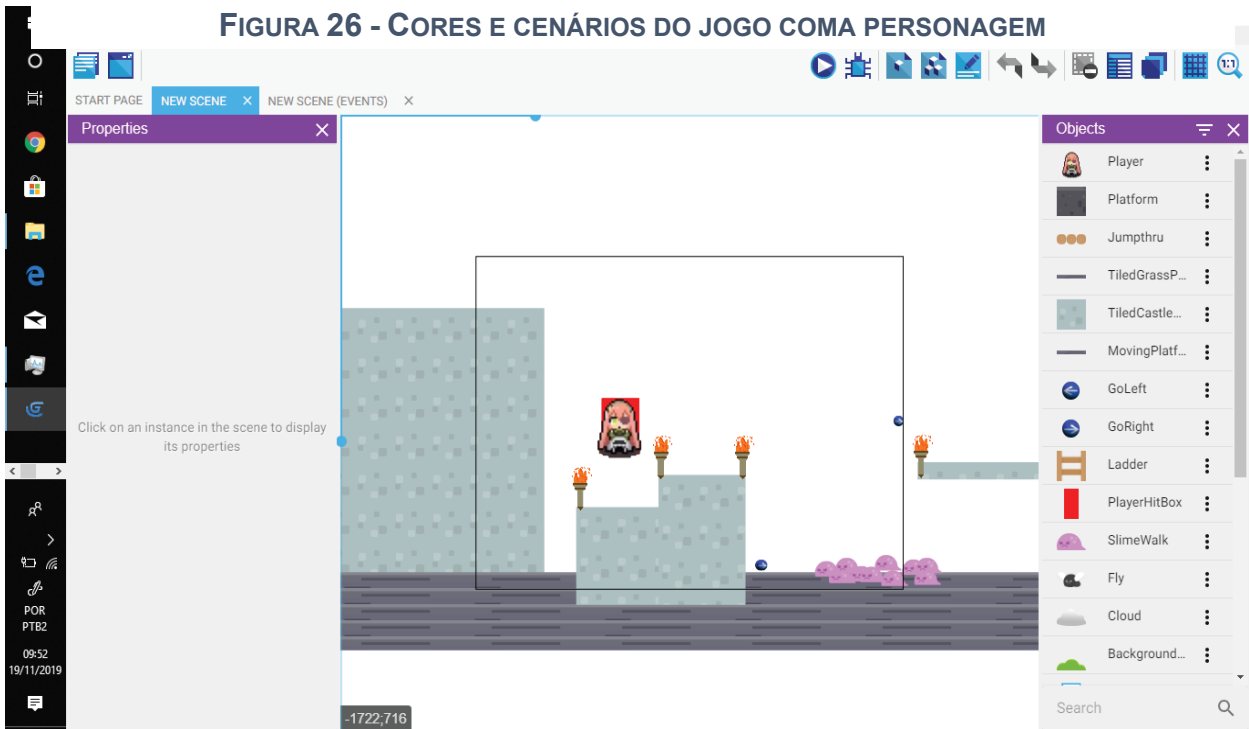 FIGURA 26 - CORES E CENÁRIOS DO JOGO COMA PERSONAGEM
START PAGE
NEW SCENE
NEW SCENE (EVENTS)
Properties
Click on an instance in the scene to display
its properties
-1722;716
Objects
Player
Platform
Jumpthru
TiledGrassP...
TiledCastle...
MovingPlatf...
GoLeft
GoRight
Ladder
PlayerHitBox
SlimeWalk
Fly
Cloud
Background...
Search
1:1
POR
PTB2
09:52
19/11/2019